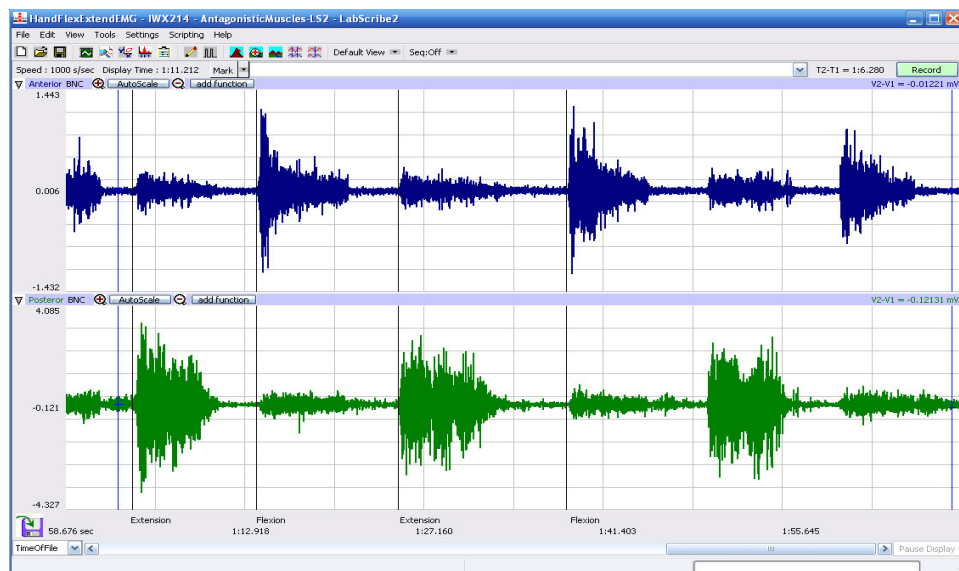 HandFlexExtendEMG - IWX214 - AntagonisticMuscles-LS2 - LabScribe2
File Edit View Tools Settings Scripting Help
Default View Seq:Off
Speed : 1000 s/sec Display Time : 1:11.212 Mark T2-T1 = 1:6.280 Record
Anterior BNC AutoScale add function V2-V1 = -0.01221 mV
1.443
0.006
-1.432
Posteror BNC AutoScale add function V2-V1 = -0.12131 mV
4.085
-0.121
-4.327
Extension Flexion Extension Flexion
58.676 sec 1:12.918 1:27.160 1:41.403 1:55.645
TimeOfFile Pause Display